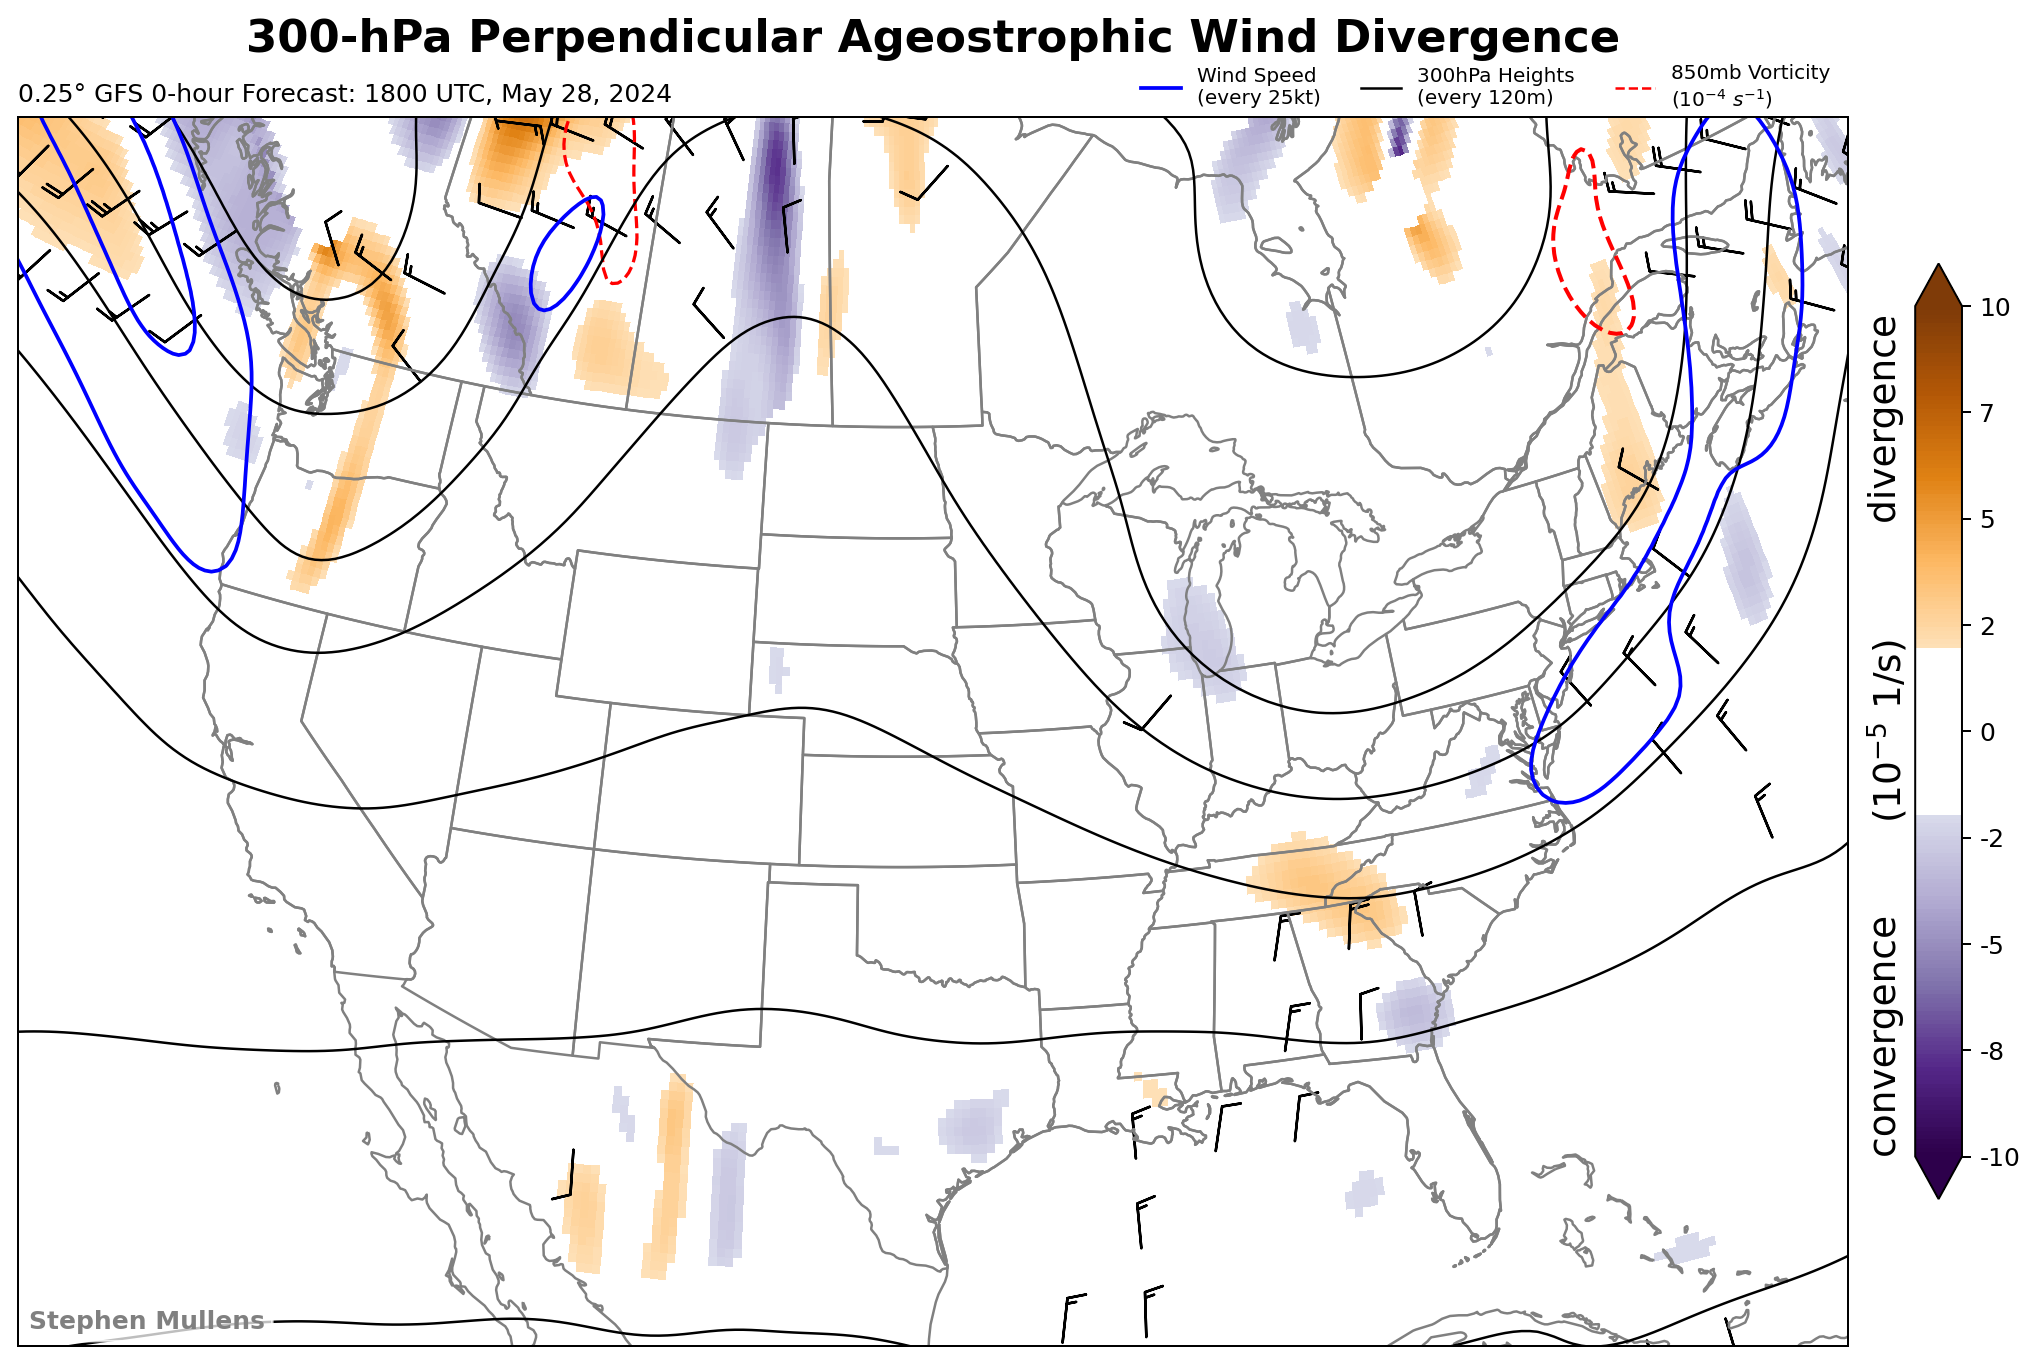 300-hPa Perpendicular Ageostrophic Wind Divergence
0.25° GFS 0-hour Forecast: 1800 UTC, May 28, 2024
Wind Speed
(every 25kt)
300hPa Heights
(every 120m)
850mb Vorticity
(10⁻⁴ s⁻¹)
10
7
5
2
0
-2
-5
-8
-10
convergence (10⁻⁵ 1/s) divergence
Stephen Mullens